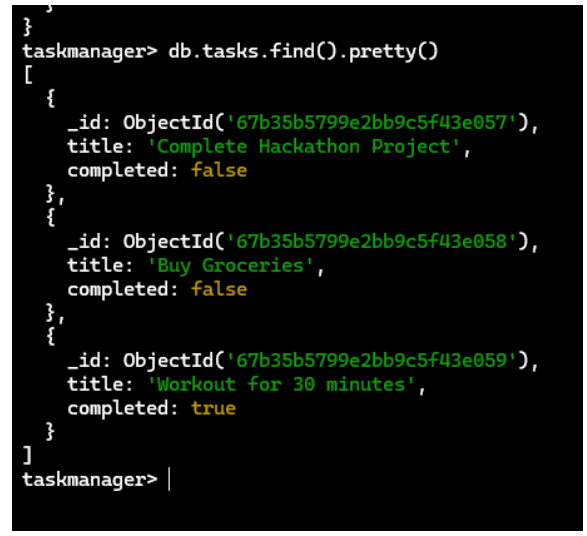 }
}
taskmanager> db.tasks.find().pretty()
[
  {
    _id: ObjectId('67b35b5799e2bb9c5f43e057'),
    title: 'Complete Hackathon Project',
    completed: false
  },
  {
    _id: ObjectId('67b35b5799e2bb9c5f43e058'),
    title: 'Buy Groceries',
    completed: false
  },
  {
    _id: ObjectId('67b35b5799e2bb9c5f43e059'),
    title: 'Workout for 30 minutes',
    completed: true
  }
]
taskmanager>